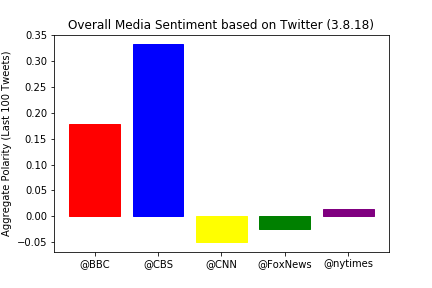 Overall Media Sentiment based on Twitter (3.8.18)
Aggregate Polarity (Last 100 Tweets)
0.35
0.30
0.25
0.20
0.15
0.10
0.05
0.00
−0.05
@BBC
@CBS
@CNN
@FoxNews
@nytimes